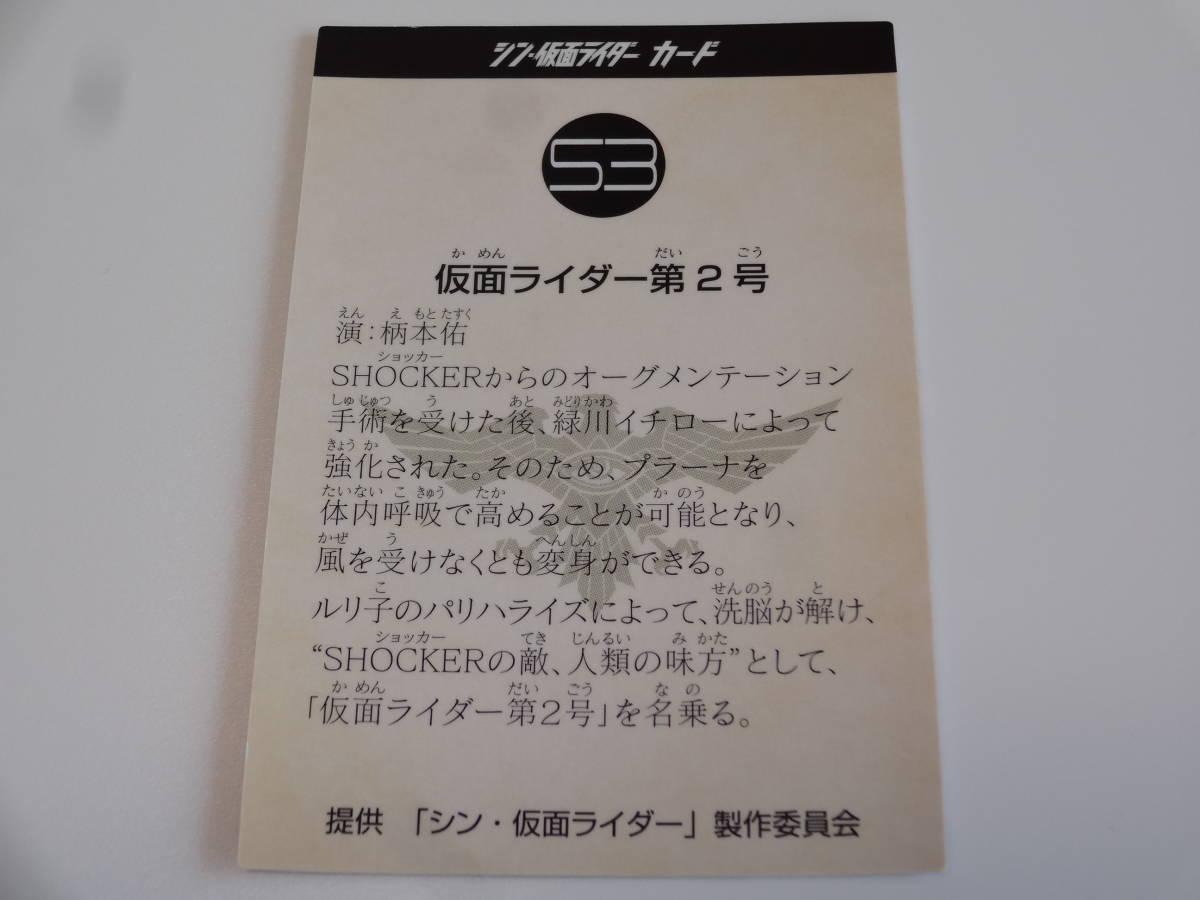 シン・仮面ライダー カード
53
か めん だい ごう
仮面ライダー第2号
えん え もと たすく
演：柄本佑
ショッカー
SHOCKERからのオーグメンテーション
しゅ じゅつ う あと みどりかわ
手術を受けた後、緑川イチローによって
きょう か
強化された。そのため、プラーナを
たいない こ きゅう たか か のう
体内呼吸で高めることが可能となり、
かぜ う へんしん
風を受けなくとも変身ができる。
こ せんのう と
ルリ子のパリハライズによって、洗脳が解け、
ショッカー てき じんるい み かた
“SHOCKERの敵、人類の味方”として、
か めん だい ごう な の
「仮面ライダー第2号」を名乗る。
提供 「シン・仮面ライダー」製作委員会